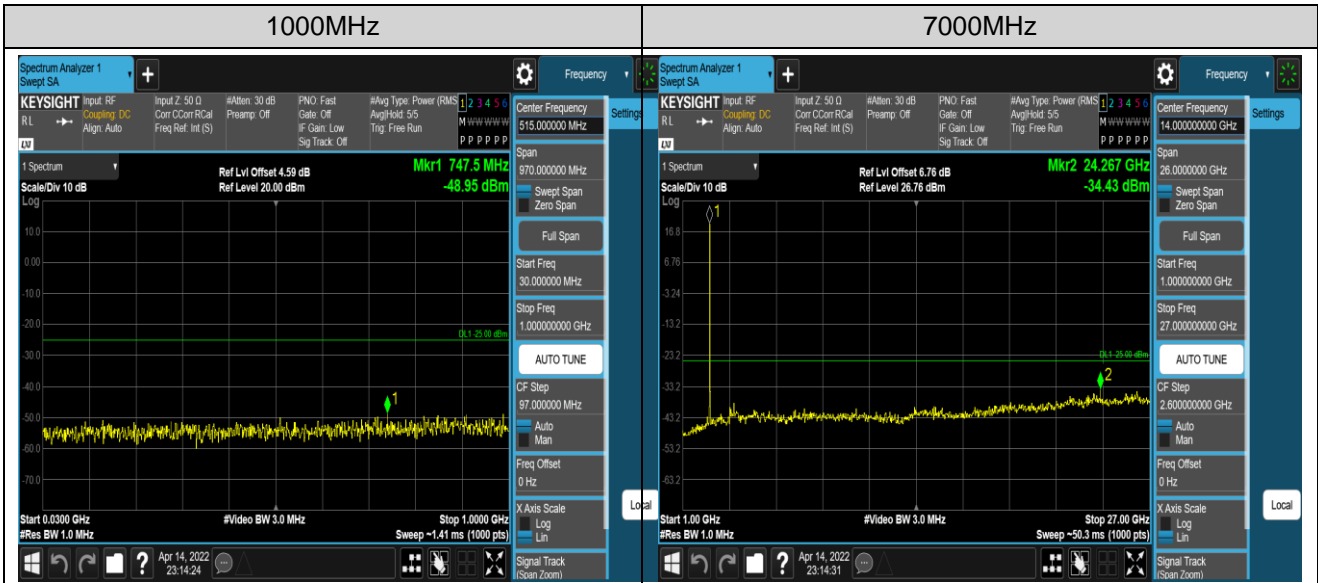 1000MHz
7000MHz
Spectrum Analyzer 1
Swept SA
Frequency
KEYSIGHT
RL
Input: RF
Coupling: DC
Align: Auto
Input Z: 50 Ω
Corr CCorr RCal
Freq Ref: Int (S)
#Atten: 30 dB
Preamp: Off
PNO: Fast
Gate: Off
IF Gain: Low
Sig Track: Off
#Avg Type: Power (RMS
Avg|Hold: 5/5
Trig: Free Run
1 2 3 4 5 6
M W W W W W
P P P P P P
1 Spectrum
Scale/Div 10 dB
Log
Ref Lvl Offset 4.59 dB
Ref Level 20.00 dBm
Mkr1 747.5 MHz
-48.95 dBm
10.0
0.00
-10.0
-20.0
-30.0
-40.0
-50.0
-60.0
-70.0
DL1 -25.00 dBm
1
Start 0.0300 GHz
#Res BW 1.0 MHz
#Video BW 3.0 MHz
Stop 1.0000 GHz
Sweep ~1.41 ms (1000 pts)
Apr 14, 2022
23:14:24
Center Frequency
515.000000 MHz
Span
970.000000 MHz
Swept Span
Zero Span
Full Span
Start Freq
30.000000 MHz
Stop Freq
1.000000000 GHz
AUTO TUNE
CF Step
97.000000 MHz
Auto
Man
Freq Offset
0 Hz
X Axis Scale
Log
Lin
Signal Track
(Span Zoom)
Settings
Local
Spectrum Analyzer 1
Swept SA
Frequency
KEYSIGHT
RL
Input: RF
Coupling: DC
Align: Auto
Input Z: 50 Ω
Corr CCorr RCal
Freq Ref: Int (S)
#Atten: 30 dB
Preamp: Off
PNO: Fast
Gate: Off
IF Gain: Low
Sig Track: Off
#Avg Type: Power (RMS
Avg|Hold: 5/5
Trig: Free Run
1 2 3 4 5 6
M W W W W W
P P P P P P
1 Spectrum
Scale/Div 10 dB
Log
Ref Lvl Offset 6.76 dB
Ref Level 26.76 dBm
Mkr2 24.267 GHz
-34.43 dBm
16.8
6.76
-3.24
-13.2
-23.2
-33.2
-43.2
-53.2
-63.2
1
DL1 -25.00 dBm
2
Start 1.00 GHz
#Res BW 1.0 MHz
#Video BW 3.0 MHz
Stop 27.00 GHz
Sweep ~50.3 ms (1000 pts)
Apr 14, 2022
23:14:31
Center Frequency
14.000000000 GHz
Span
26.0000000 GHz
Swept Span
Zero Span
Full Span
Start Freq
1.000000000 GHz
Stop Freq
27.000000000 GHz
AUTO TUNE
CF Step
2.600000000 GHz
Auto
Man
Freq Offset
0 Hz
X Axis Scale
Log
Lin
Signal Track
(Span Zoom)
Settings
Local